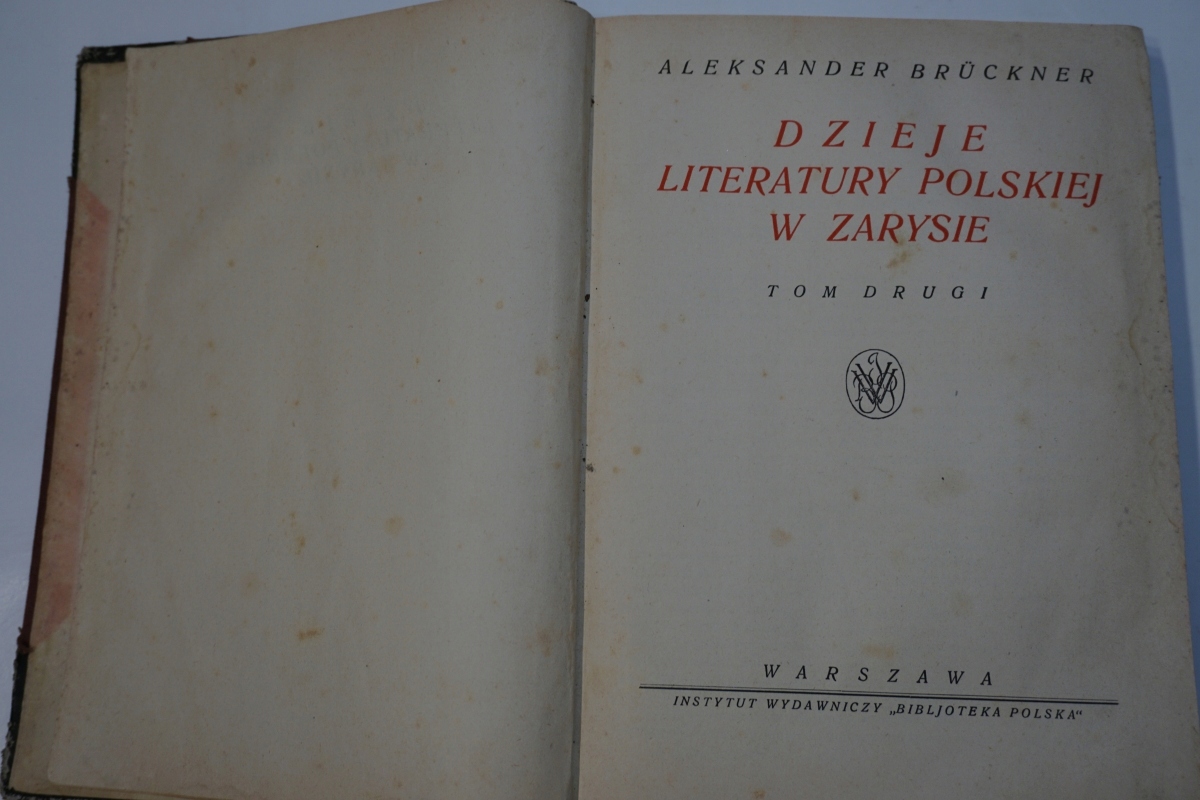 ALEKSANDER BRÜCKNER
DZIEJE
LITERATURY POLSKIEJ
W ZARYSIE
TOM DRUGI
WARSZAWA
INSTYTUT WYDAWNICZY „BIBLJOTEKA POLSKA“